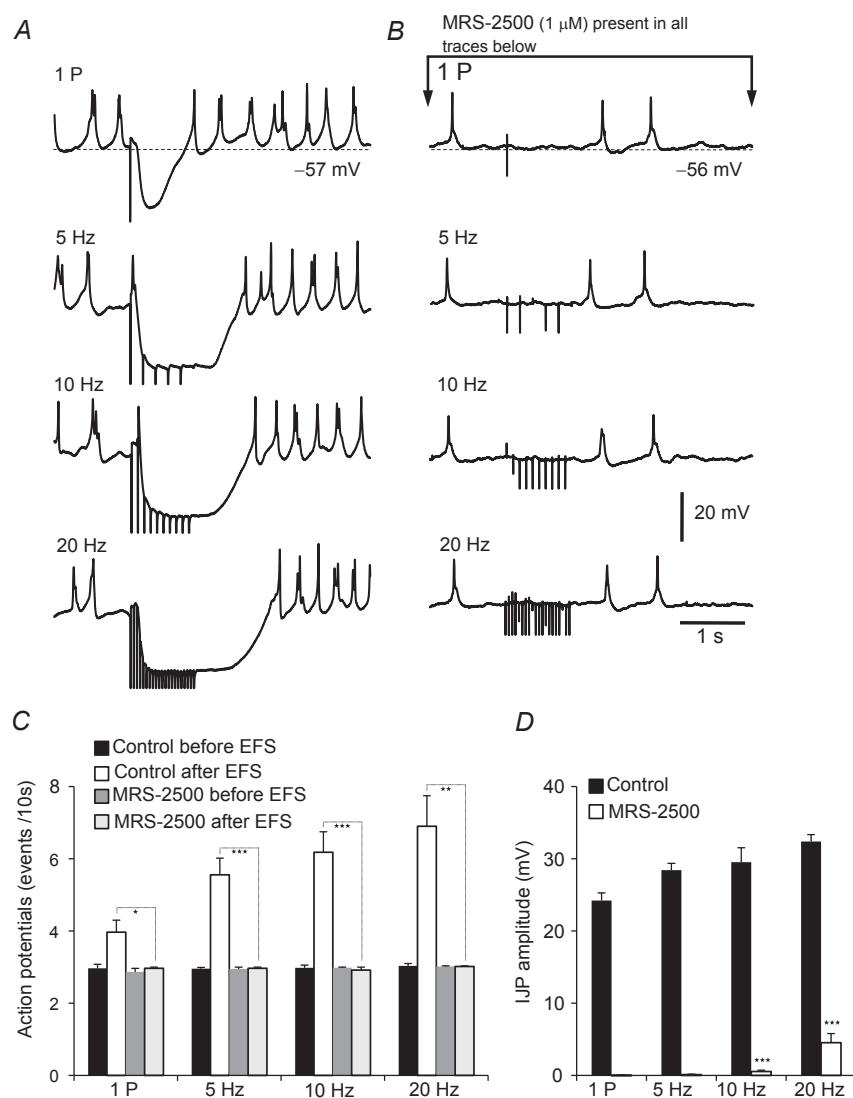 A
B
MRS-2500 (1 μM) present in all
traces below
1 P
1 P
−57 mV
−56 mV
5 Hz
5 Hz
10 Hz
10 Hz
20 mV
20 Hz
20 Hz
1 s
C
Control before EFS
Control after EFS
MRS-2500 before EFS
MRS-2500 after EFS
Action potentials (events /10s)
8
6
4
2
0
*
***
***
**
1 P
5 Hz
10 Hz
20 Hz
D
Control
MRS-2500
IJP amplitude (mV)
40
30
20
10
0
***
***
1 P
5 Hz
10 Hz
20 Hz